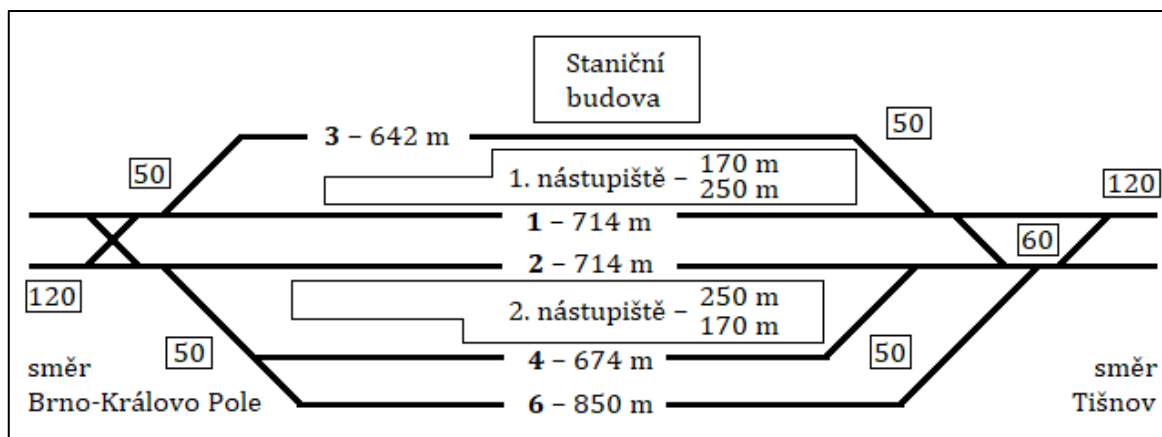 Staniční
budova
50
3 – 642 m
50
1. nástupiště – 170 m
250 m
120
1 – 714 m
60
2 – 714 m
120
2. nástupiště – 250 m
170 m
50
50
4 – 674 m
směr
Brno-Královo Pole
směr
Tišnov
6 – 850 m